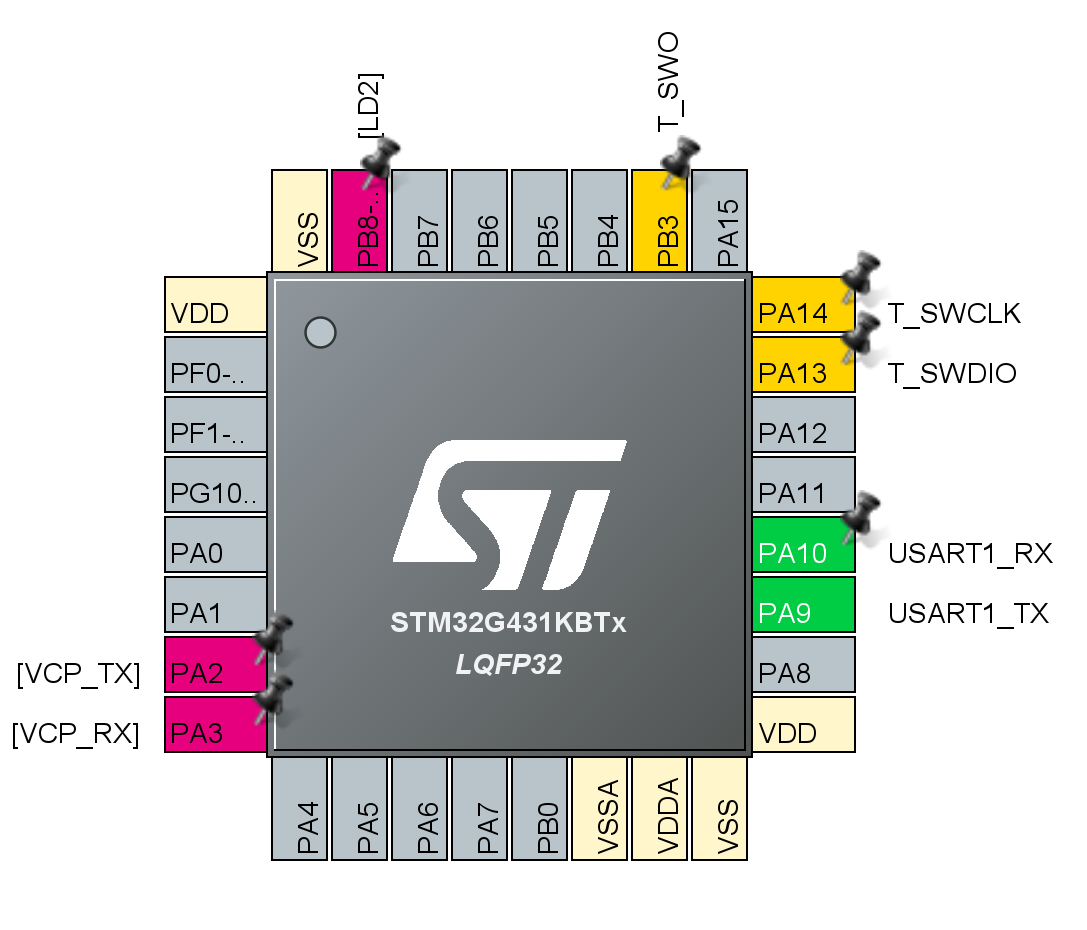 [LD2]
T_SWO
VSS
PB8-..
PB7
PB6
PB5
PB4
PB3
PA15
VDD
PF0-..
PF1-..
PG10..
PA0
PA1
[VCP_TX] PA2
[VCP_RX] PA3
ST
STM32G431KBTx
LQFP32
PA14 T_SWCLK
PA13 T_SWDIO
PA12
PA11
PA10 USART1_RX
PA9 USART1_TX
PA8
VDD
PA4
PA5
PA6
PA7
PB0
VSSA
VDDA
VSS